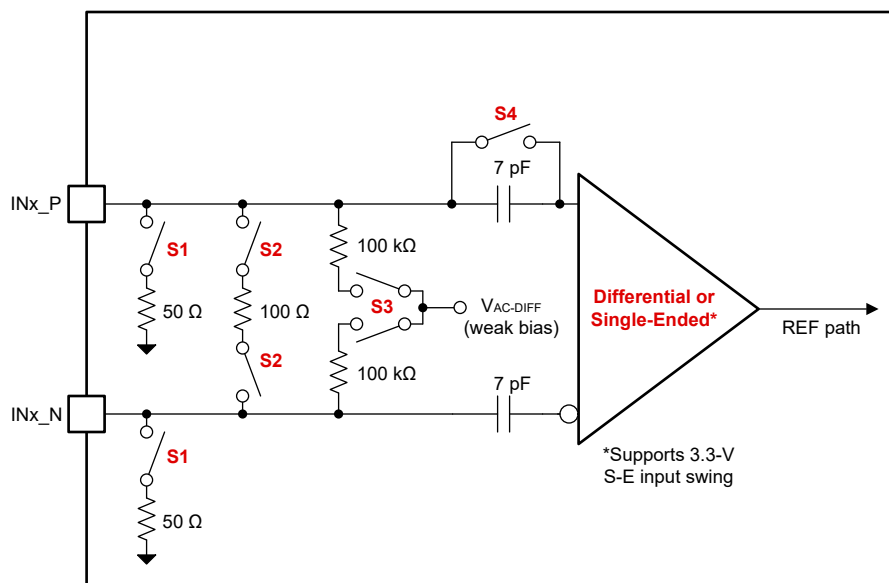 S4
7 pF
INx_P
100 kΩ
S1
S2
50 Ω
100 Ω
S3
VAC-DIFF
(weak bias)
Differential or
Single-Ended*
REF path
S2
100 kΩ
7 pF
INx_N
*Supports 3.3-V
S-E input swing
S1
50 Ω